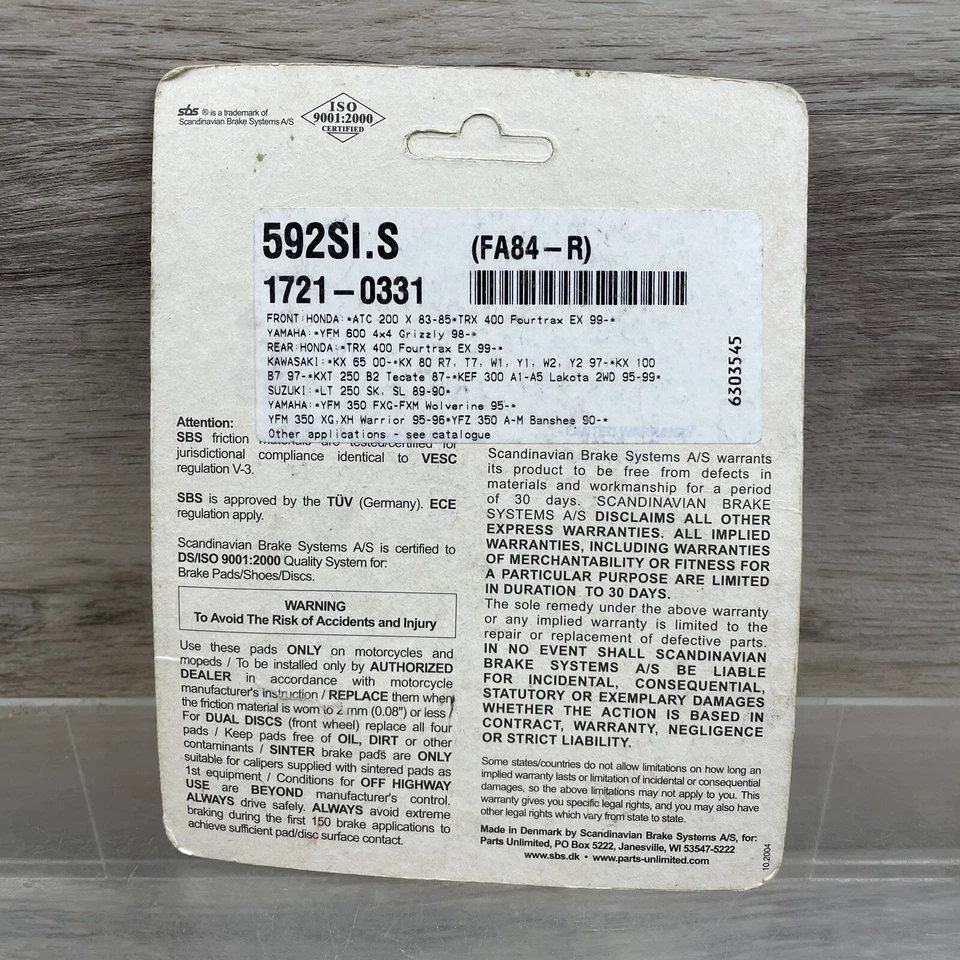 sbs ® is a trademark of
Scandinavian Brake Systems A/S
ISO
9001:2000
CERTIFIED
592SI.S (FA84-R)
1721-0331
FRONT:HONDA:*ATC 200 X 83-85*TRX 400 Fourtrax EX 99-*
YAMAHA:*YFM 600 4x4 Grizzly 98-*
REAR:HONDA:*TRX 400 Fourtrax EX 99-*
KAWASAKI:*KX 65 00-*KX 80 R7, T7, W1, Y1, W2, Y2 97-*KX 100
B7 97-*KXT 250 B2 Tecate 87-*KEF 300 A1-A5 Lakota 2WD 95-99*
SUZUKI:*LT 250 SK, SL 89-90*
YAMAHA:*YFM 350 FXG-FXM Wolverine 95-*
YFM 350 XG,XH Warrior 95-96*YFZ 350 A-M Banshee 90-*
Other applications - see catalogue
6303545
Attention:
SBS friction materials are tested/certified for
jurisdictional compliance identical to VESC
regulation V-3.
SBS is approved by the TÜV (Germany). ECE
regulation apply.
Scandinavian Brake Systems A/S is certified to
DS/ISO 9001:2000 Quality System for:
Brake Pads/Shoes/Discs.
WARNING
To Avoid The Risk of Accidents and Injury
Use these pads ONLY on motorcycles and
mopeds / To be installed only by AUTHORIZED
DEALER in accordance with motorcycle
manufacturer's instruction / REPLACE them when
the friction material is worn to 2 mm (0.08") or less /
For DUAL DISCS (front wheel) replace all four
pads / Keep pads free of OIL, DIRT or other
contaminants / SINTER brake pads are ONLY
suitable for calipers supplied with sintered pads as
1st equipment / Conditions for OFF HIGHWAY
USE are BEYOND manufacturer's control.
ALWAYS drive safely. ALWAYS avoid extreme
braking during the first 150 brake applications to
achieve sufficient pad/disc surface contact.
Scandinavian Brake Systems A/S warrants
its product to be free from defects in
materials and workmanship for a period
of 30 days. SCANDINAVIAN BRAKE
SYSTEMS A/S DISCLAIMS ALL OTHER
EXPRESS WARRANTIES. ALL IMPLIED
WARRANTIES, INCLUDING WARRANTIES
OF MERCHANTABILITY OR FITNESS FOR
A PARTICULAR PURPOSE ARE LIMITED
IN DURATION TO 30 DAYS.
The sole remedy under the above warranty
or any implied warranty is limited to the
repair or replacement of defective parts.
IN NO EVENT SHALL SCANDINAVIAN
BRAKE SYSTEMS A/S BE LIABLE
FOR INCIDENTAL, CONSEQUENTIAL,
STATUTORY OR EXEMPLARY DAMAGES
WHETHER THE ACTION IS BASED IN
CONTRACT, WARRANTY, NEGLIGENCE
OR STRICT LIABILITY.
Some states/countries do not allow limitations on how long an
implied warranty lasts or limitation of incidental or consequential
damages, so the above limitations may not apply to you. This
warranty gives you specific legal rights, and you may also have
other legal rights which vary from state to state.
Made in Denmark by Scandinavian Brake Systems A/S, for:
Parts Unlimited, PO Box 5222, Janesville, WI 53547-5222
www.sbs.dk • www.parts-unlimited.com
10.2004